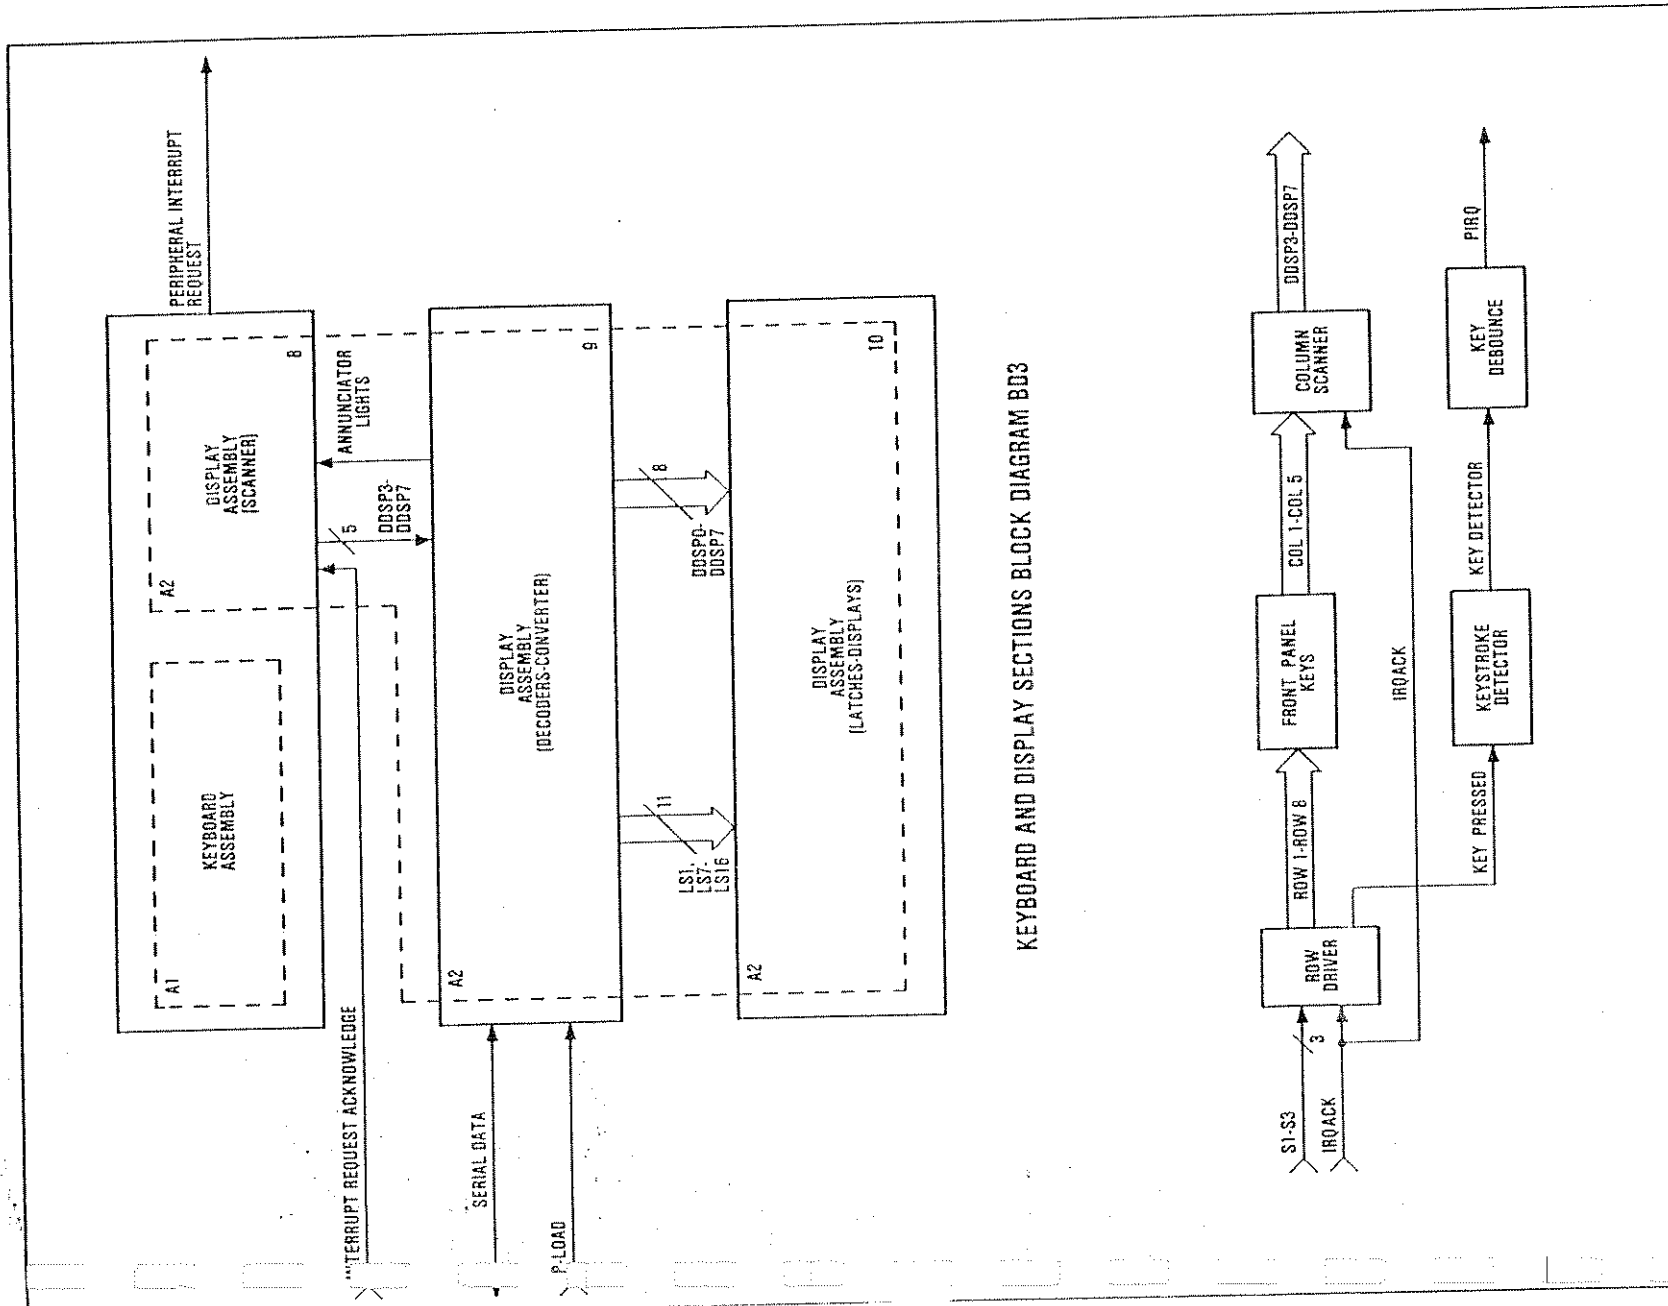 PERIPHERAL INTERRUPT
REQUEST
A1
KEYBOARD
ASSEMBLY
A2
DISPLAY
ASSEMBLY
(SCANNER)
8
INTERRUPT REQUEST ACKNOWLEDGE
5
DDSP3-
DDSP7
ANNUNCIATOR
LIGHTS
SERIAL DATA
P-LOAD
A2
DISPLAY
ASSEMBLY
(DECODERS-CONVERTER)
9
LS1,
LS7-
LS16
11
DDSP0-
DDSP7
8
A2
DISPLAY
ASSEMBLY
(LATCHES-DISPLAYS)
10
KEYBOARD AND DISPLAY SECTIONS BLOCK DIAGRAM BD3
S1-S3
3
IRQACK
ROW
DRIVER
ROW 1-ROW 8
FRONT PANEL
KEYS
COL 1-COL 5
COLUMN
SCANNER
DDSP3-DDSP7
IRQACK
KEY PRESSED
KEYSTROKE
DETECTOR
KEY DETECTOR
KEY
DEBOUNCE
PIRQ